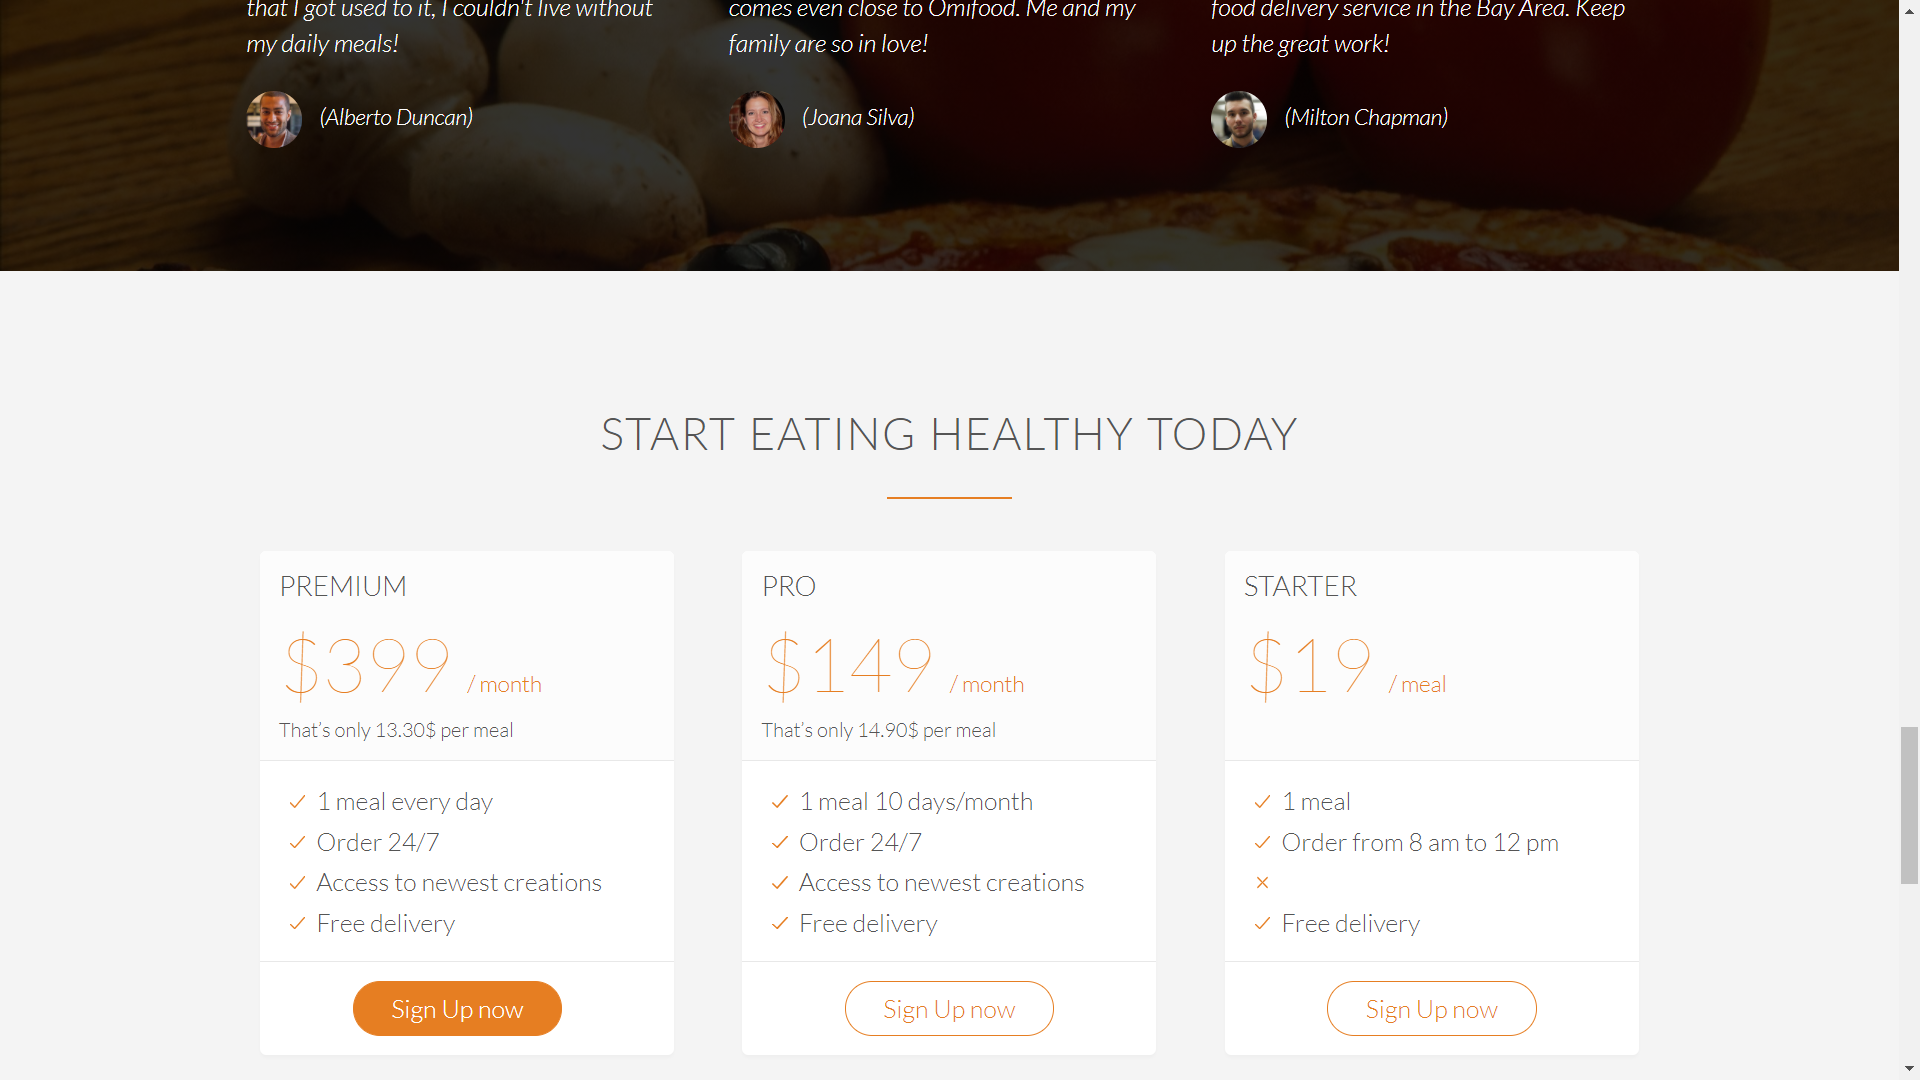 that I got used to it, I couldn't live without
my daily meals!
(Alberto Duncan)
comes even close to Omifood. Me and my
family are so in love!
(Joana Silva)
food delivery service in the Bay Area. Keep
up the great work!
(Milton Chapman)
START EATING HEALTHY TODAY
PREMIUM
$399 / month
That’s only 13.30$ per meal
1 meal every day
Order 24/7
Access to newest creations
Free delivery
Sign Up now
PRO
$149 / month
That’s only 14.90$ per meal
1 meal 10 days/month
Order 24/7
Access to newest creations
Free delivery
Sign Up now
STARTER
$19 / meal
1 meal
Order from 8 am to 12 pm
Free delivery
Sign Up now